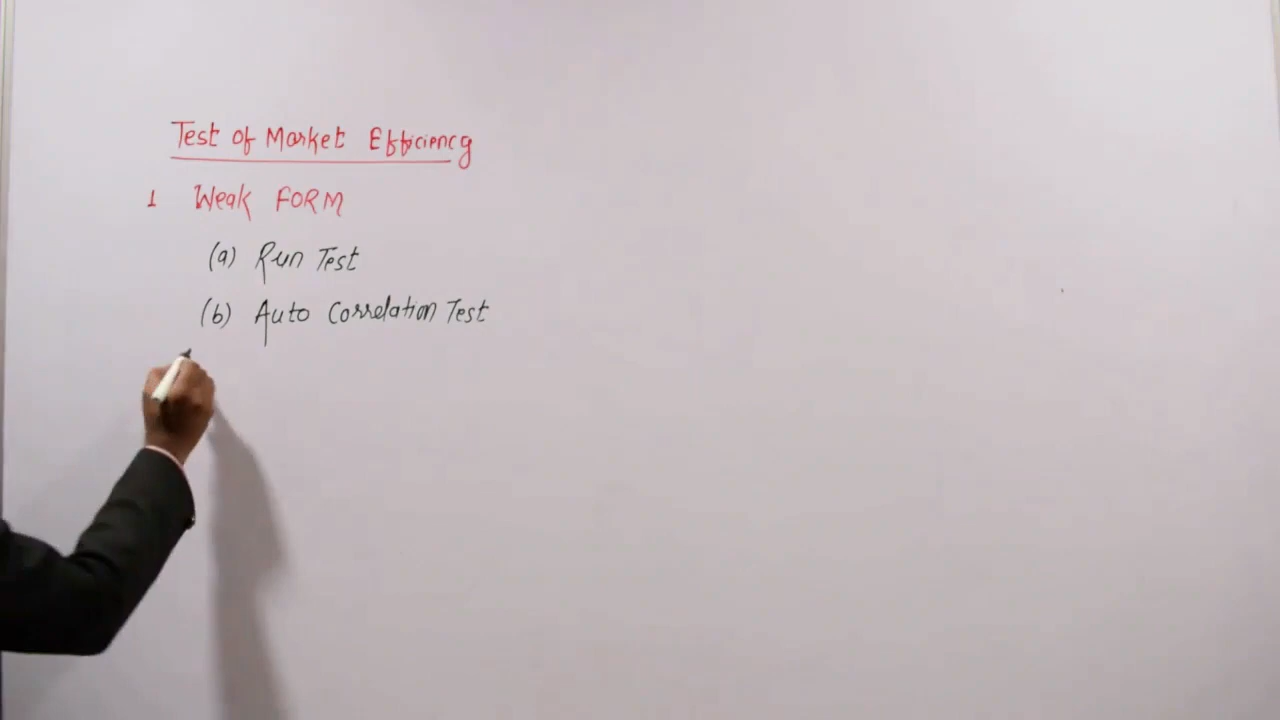 Test of Market Efficiency
1 Weak FORM
(a) Run Test
(b) Auto Correlation Test